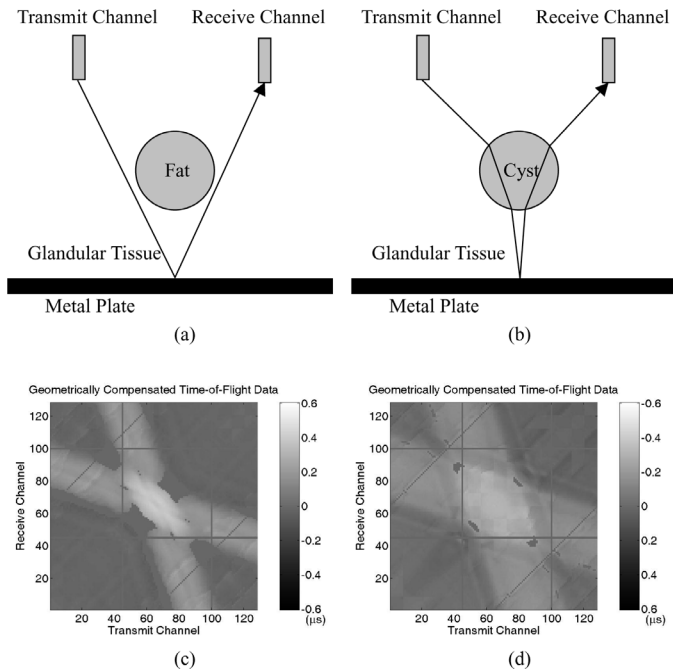 Transmit Channel Receive Channel
Fat
Glandular Tissue
Metal Plate
(a)
Transmit Channel Receive Channel
Cyst
Glandular Tissue
Metal Plate
(b)
Geometrically Compensated Time-of-Flight Data
Receive Channel
120
100
80
60
40
20
20 40 60 80 100 120
Transmit Channel
0.6
0.4
0.2
0
-0.2
-0.4
-0.6
(μs)
(c)
Geometrically Compensated Time-of-Flight Data
Receive Channel
120
100
80
60
40
20
20 40 60 80 100 120
Transmit Channel
-0.6
-0.4
-0.2
0
0.2
0.4
0.6
(μs)
(d)